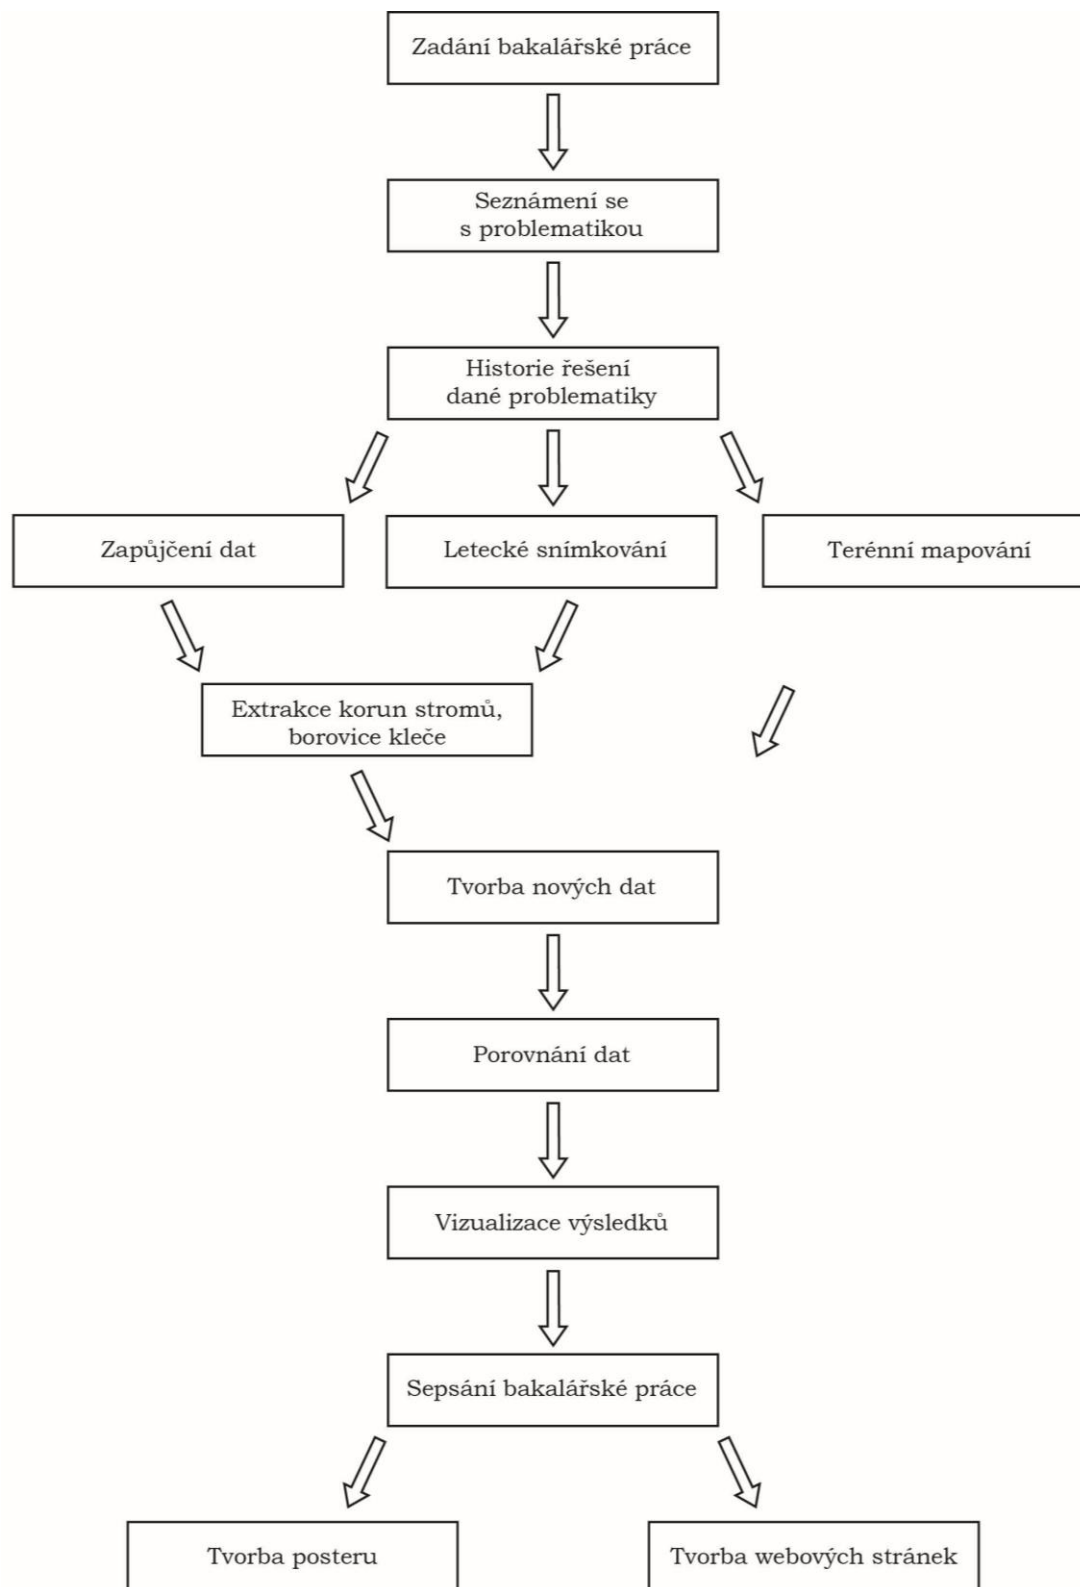 Zadání bakalářské práce
Seznámení se
s problematikou
Historie řešení
dané problematiky
Zapůjčení dat
Letecké snímkování
Terénní mapování
Extrakce korun stromů,
borovice kleče
Tvorba nových dat
Porovnání dat
Vizualizace výsledků
Sepsání bakalářské práce
Tvorba posteru
Tvorba webových stránek